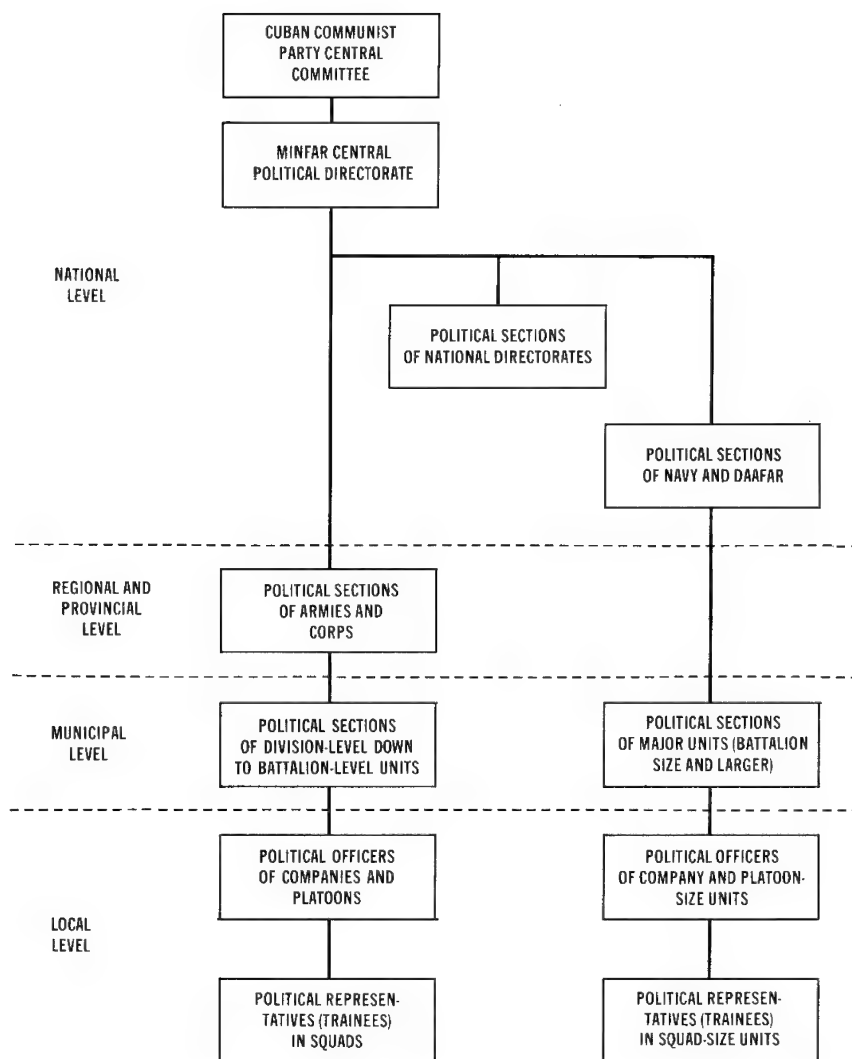 CUBAN COMMUNIST
PARTY CENTRAL
COMMITTEE
MINFAR CENTRAL
POLITICAL DIRECTORATE
NATIONAL
LEVEL
POLITICAL SECTIONS
OF NATIONAL DIRECTORATES
POLITICAL SECTIONS
OF NAVY AND DAAFAR
REGIONAL AND
PROVINCIAL
LEVEL
POLITICAL SECTIONS
OF ARMIES AND
CORPS
MUNICIPAL
LEVEL
POLITICAL SECTIONS
OF DIVISION-LEVEL DOWN
TO BATTALION-LEVEL UNITS
POLITICAL SECTIONS
OF MAJOR UNITS (BATTALION
SIZE AND LARGER)
LOCAL
LEVEL
POLITICAL OFFICERS
OF COMPANIES AND
PLATOONS
POLITICAL OFFICERS
OF COMPANY AND PLATOON-
SIZE UNITS
POLITICAL REPRESEN-
TATIVES (TRAINEES)
IN SQUADS
POLITICAL REPRESEN-
TATIVES (TRAINEES)
IN SQUAD-SIZE UNITS